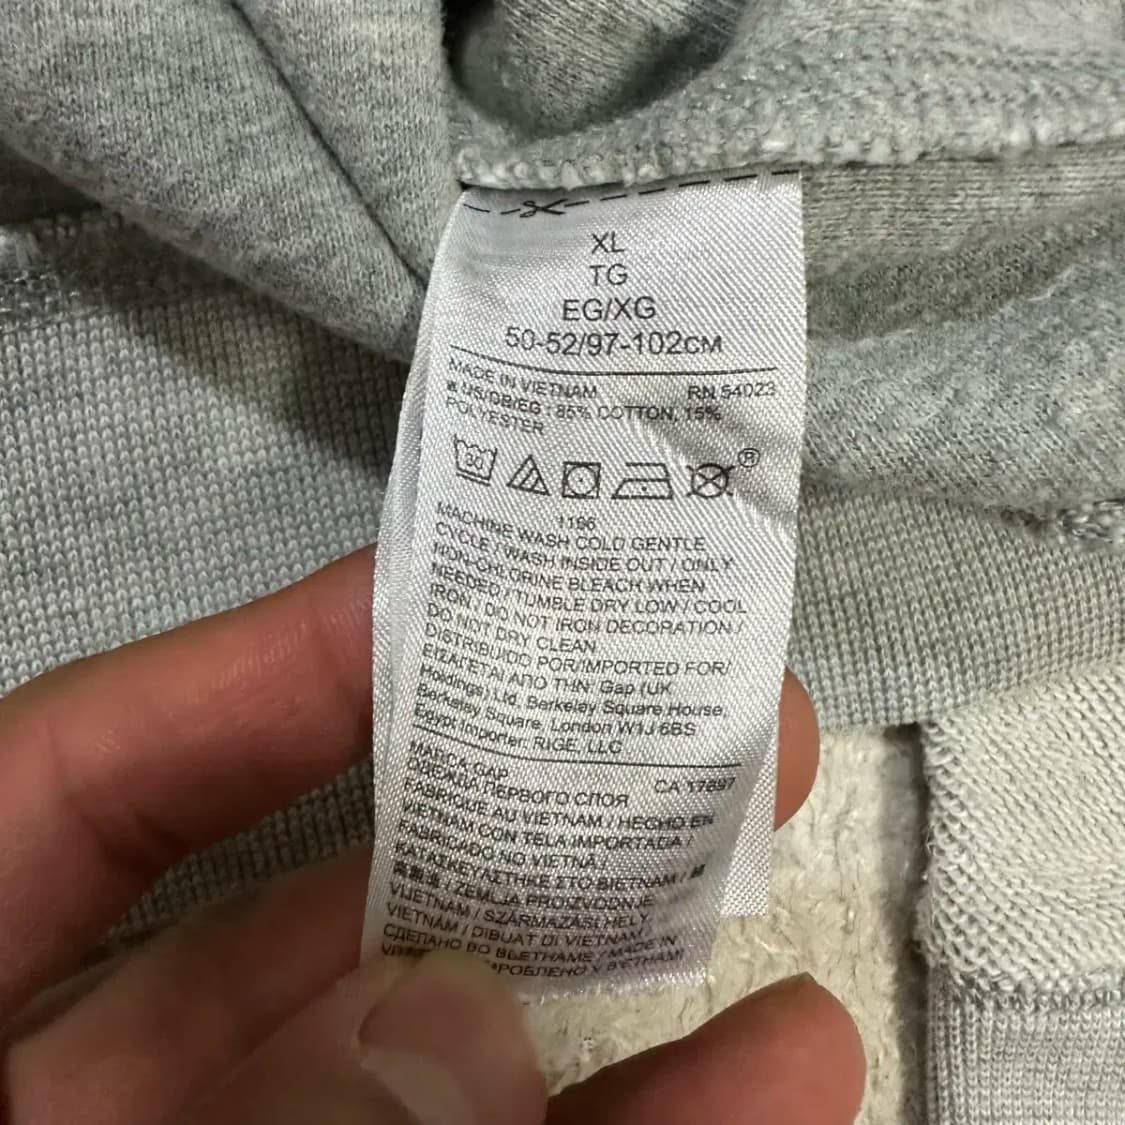 XL
TG
EG/XG
50-52/97-102CM
MADE IN VIETNAM RN 54023
US/GB/EG : 85% COTTON, 15%
POLYESTER
30
®
1166
MACHINE WASH COLD GENTLE
CYCLE / WASH INSIDE OUT / ONLY
NON-CHLORINE BLEACH WHEN
NEEDED / TUMBLE DRY LOW / COOL
IRON / DO NOT IRON DECORATION /
DO NOT DRY CLEAN
DISTRIBUIDO POR/IMPORTED FOR/
ΕΙΣΑΓΕΤΑΙ ΑΠΟ ΤΗΝ: Gap (UK
Holdings) Ltd, Berkeley Square House,
Berkeley Square, London W1J 6BS
Egypt Importer: RIGE, LLC
МАРКА GAP CA 17897
ОДЕЖДА ПЕРВОГО СЛОЯ
FABRIQUÉ AU VIETNAM / HECHO EN
VIETNAM CON TELA IMPORTADA /
FABRICADO NO VIETNÃ /
ΚΑΤΑΣΚΕΥΑΣΤΗΚΕ ΣΤΟ ΒΙΕΤΝΑΜ /
/ ZEMLJA PROIZVODNJE
VIJETNAM / SZÁRMAZÁSI HELY:
VIETNÁM / DIBUAT DI VIETNAM /
СДЕЛАНО ВО ВЬЕТНАМЕ / MADE IN
У В'ЄТНАМІ